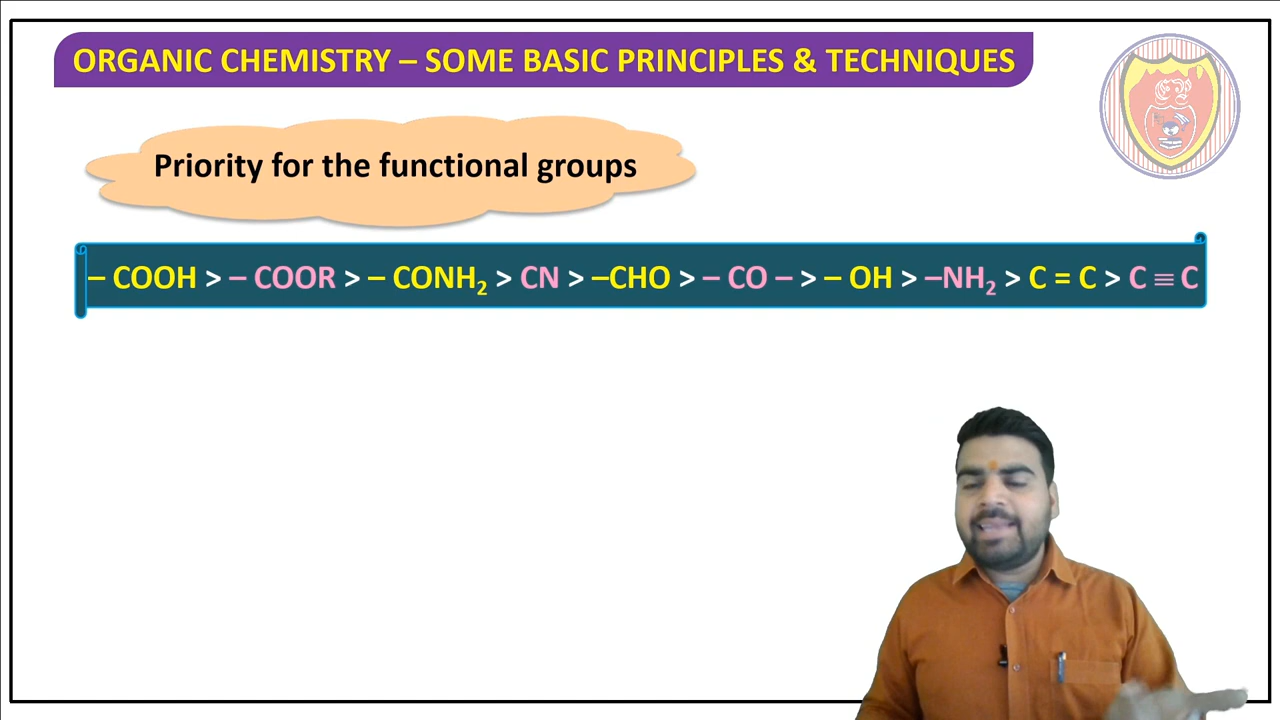 ORGANIC CHEMISTRY – SOME BASIC PRINCIPLES & TECHNIQUES
Priority for the functional groups
– COOH > – COOR > – CONH₂ > CN > –CHO > – CO – > – OH > –NH₂ > C = C > C ≡ C